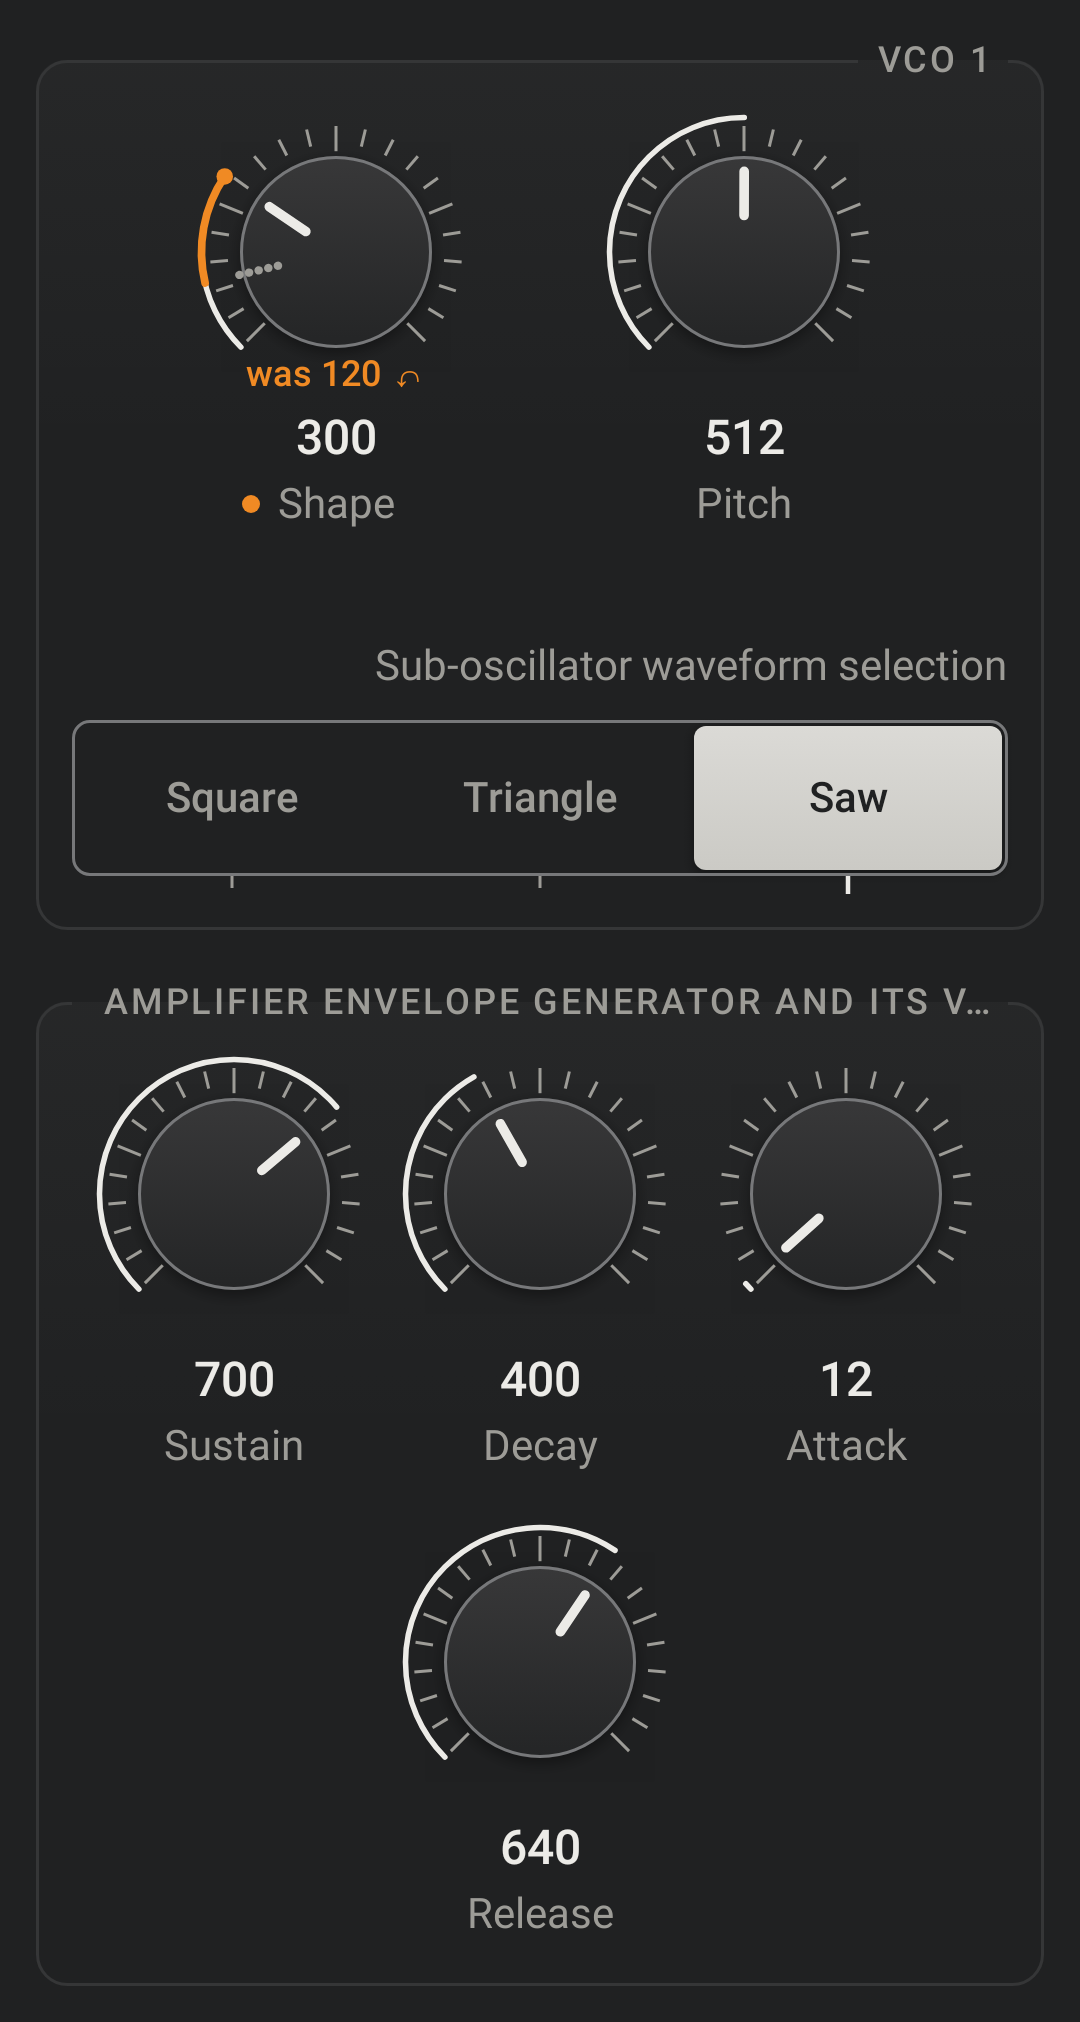 VCO 1
was 120
300
512
Shape
Pitch
Sub-oscillator waveform selection
Square
Triangle
Saw
AMPLIFIER ENVELOPE GENERATOR AND ITS V…
700
400
12
Sustain
Decay
Attack
640
Release